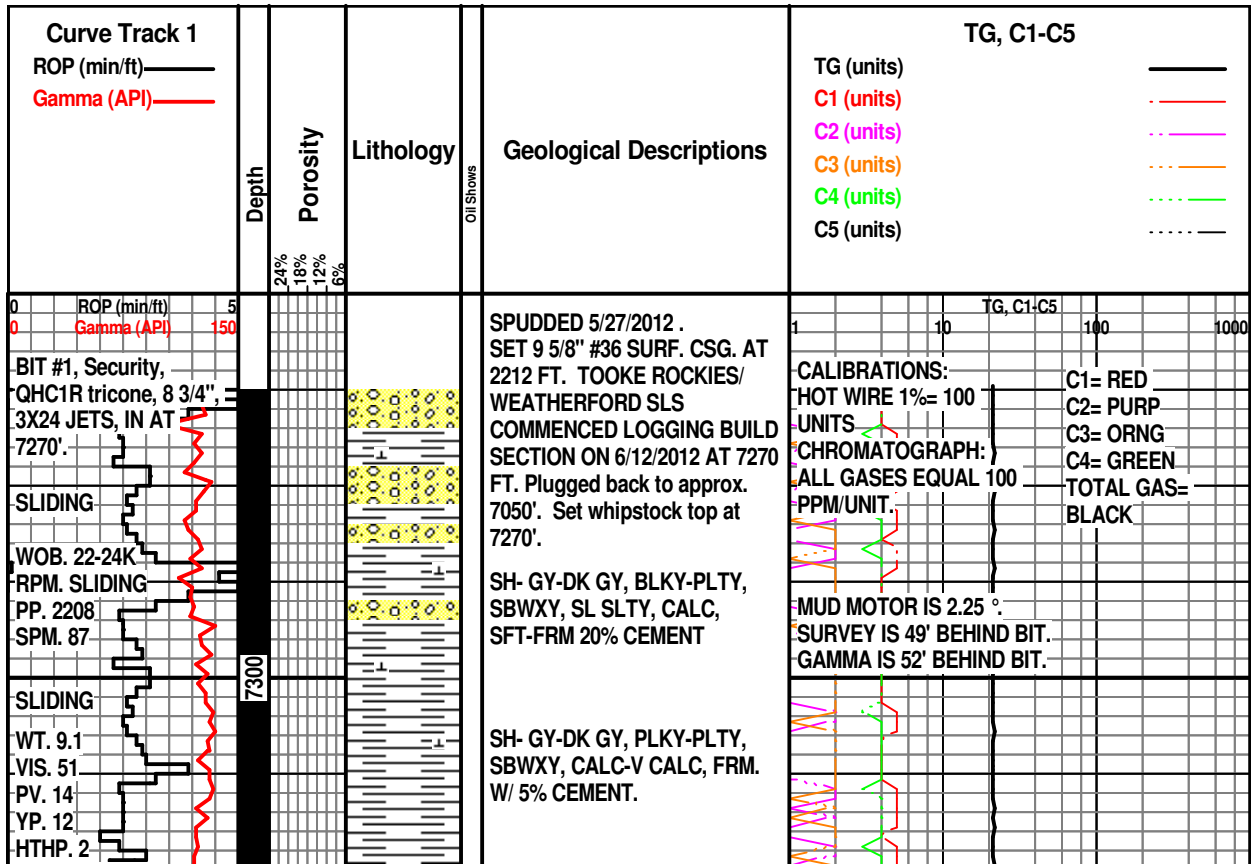 Curve Track 1
ROP (min/ft)
Gamma (API)
Depth
Porosity
24%
18%
12%
6%
Lithology
Oil Shows
Geological Descriptions
TG, C1-C5
TG (units)
C1 (units)
C2 (units)
C3 (units)
C4 (units)
C5 (units)
0 ROP (min/ft) 5
0 Gamma (API) 150
BIT #1, Security,
QHC1R tricone, 8 3/4",
3X24 JETS, IN AT
7270'.
SLIDING
WOB. 22-24K
RPM. SLIDING
PP. 2208
SPM. 87
SLIDING
WT. 9.1
VIS. 51
PV. 14
YP. 12
HTHP. 2
7300
SPUDDED 5/27/2012 .
SET 9 5/8" #36 SURF. CSG. AT
2212 FT. TOOKE ROCKIES/
WEATHERFORD SLS
COMMENCED LOGGING BUILD
SECTION ON 6/12/2012 AT 7270
FT. Plugged back to approx.
7050'. Set whipstock top at
7270'.
SH- GY-DK GY, BLKY-PLTY,
SBWXY, SL SLTY, CALC,
SFT-FRM 20% CEMENT
SH- GY-DK GY, PLKY-PLTY,
SBWXY, CALC-V CALC, FRM.
W/ 5% CEMENT.
TG, C1-C5
1 10 100 1000
CALIBRATIONS:
HOT WIRE 1%= 100
UNITS
CHROMATOGRAPH:
ALL GASES EQUAL 100
PPM/UNIT.
C1= RED
C2= PURP
C3= ORNG
C4= GREEN
TOTAL GAS=
BLACK
MUD MOTOR IS 2.25 °.
SURVEY IS 49' BEHIND BIT.
GAMMA IS 52' BEHIND BIT.